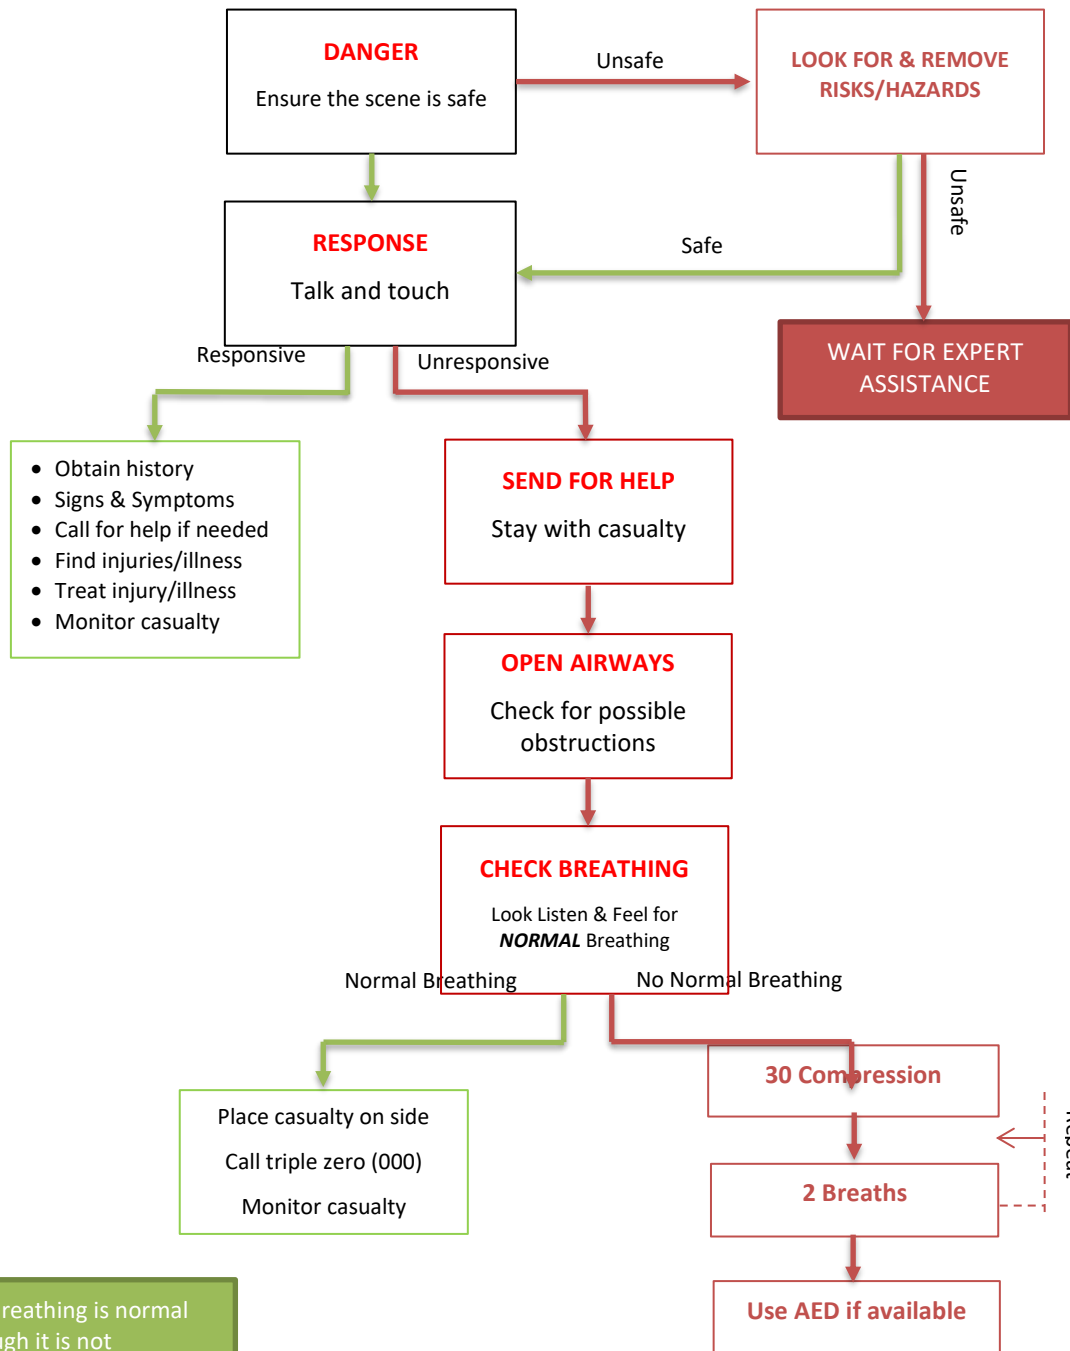 DANGER
Ensure the scene is safe
Unsafe
LOOK FOR & REMOVE
RISKS/HAZARDS
Unsafe
RESPONSE
Talk and touch
Safe
Responsive
Unresponsive
WAIT FOR EXPERT
ASSISTANCE
• Obtain history
• Signs & Symptoms
• Call for help if needed
• Find injuries/illness
• Treat injury/illness
• Monitor casualty
SEND FOR HELP
Stay with casualty
OPEN AIRWAYS
Check for possible
obstructions
CHECK BREATHING
Look Listen & Feel for
NORMAL Breathing
Normal Breathing
No Normal Breathing
Place casualty on side
Call triple zero (000)
Monitor casualty
30 Compression
Repeat
2 Breaths
Use AED if available
reathing is normal
ugh it is not